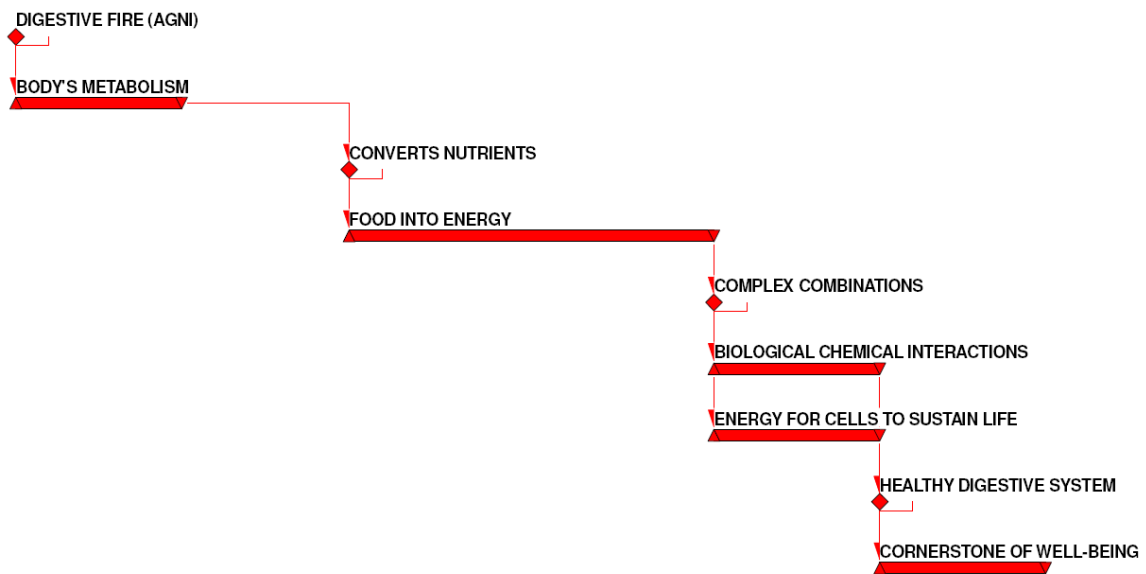 DIGESTIVE FIRE (AGNI)
BODY'S METABOLISM
CONVERTS NUTRIENTS
FOOD INTO ENERGY
COMPLEX COMBINATIONS
BIOLOGICAL CHEMICAL INTERACTIONS
ENERGY FOR CELLS TO SUSTAIN LIFE
HEALTHY DIGESTIVE SYSTEM
CORNERSTONE OF WELL-BEING